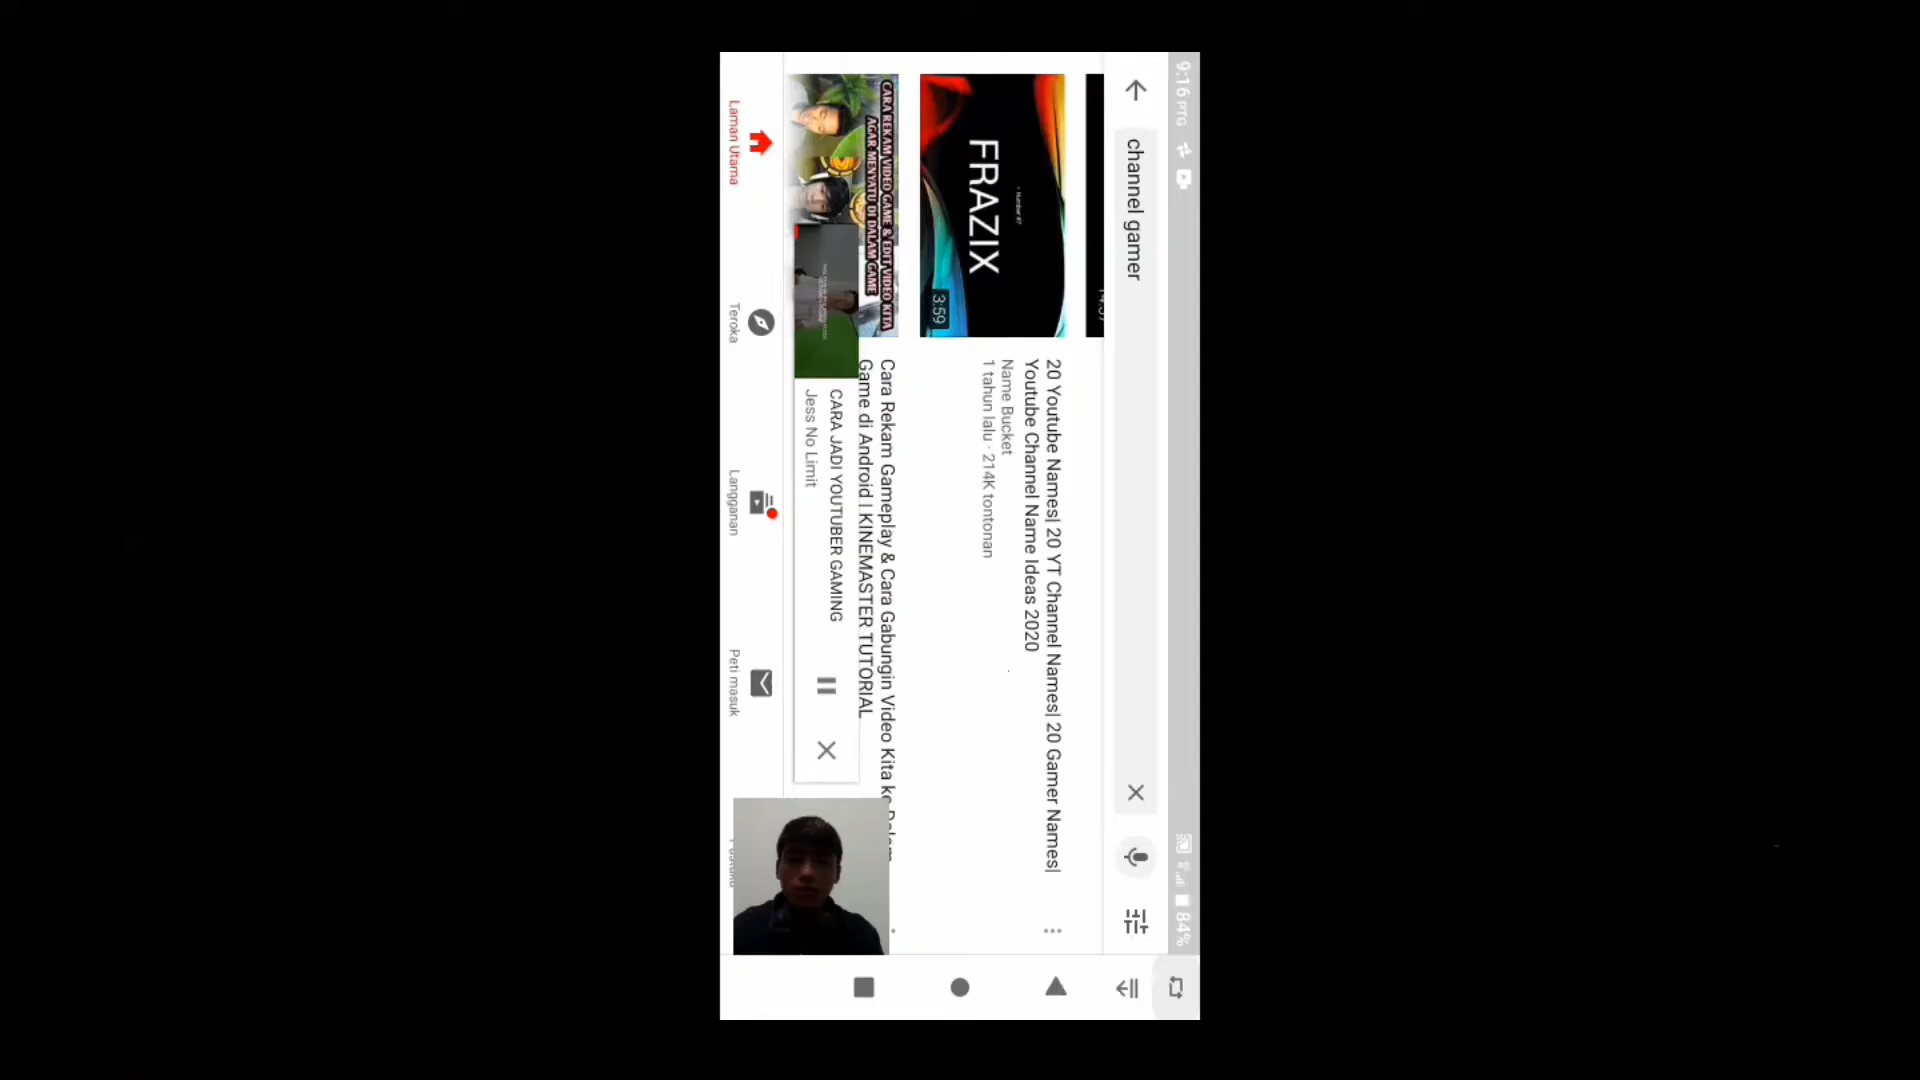 9:16 PTG
84%
channel gamer
FRAZIX
3:59
20 Youtube Names| 20 YT Channel Names| 20 Gamer Names|
Youtube Channel Name Ideas 2020
Name Bucket
1 tahun lalu · 214K tontonan
CARA REKAM VIDEO GAME & EDIT VIDEO KITA
AGAR MENYATU DI DALAM GAME
Cara Rekam Gameplay & Cara Gabungin Video Kita ke Dalam
Game di Android | KINEMASTER TUTORIAL
CARA JADI YOUTUBER GAMING
Jess No Limit
Laman Utama
Teroka
Langganan
Peti masuk